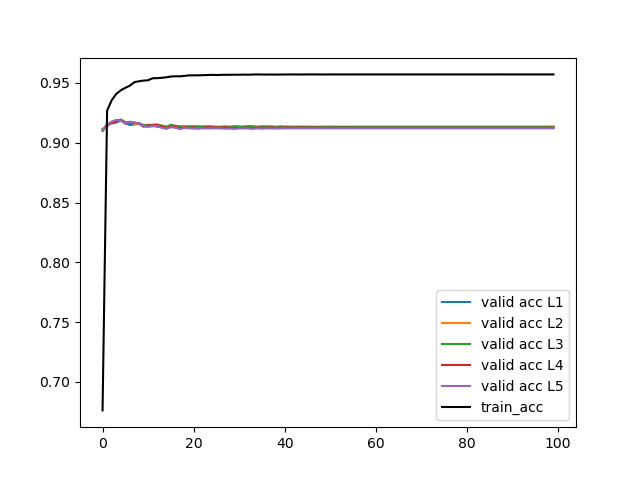 0.95
0.90
0.85
0.80
0.75
0.70
0
20
40
60
80
100
valid acc L1
valid acc L2
valid acc L3
valid acc L4
valid acc L5
train_acc